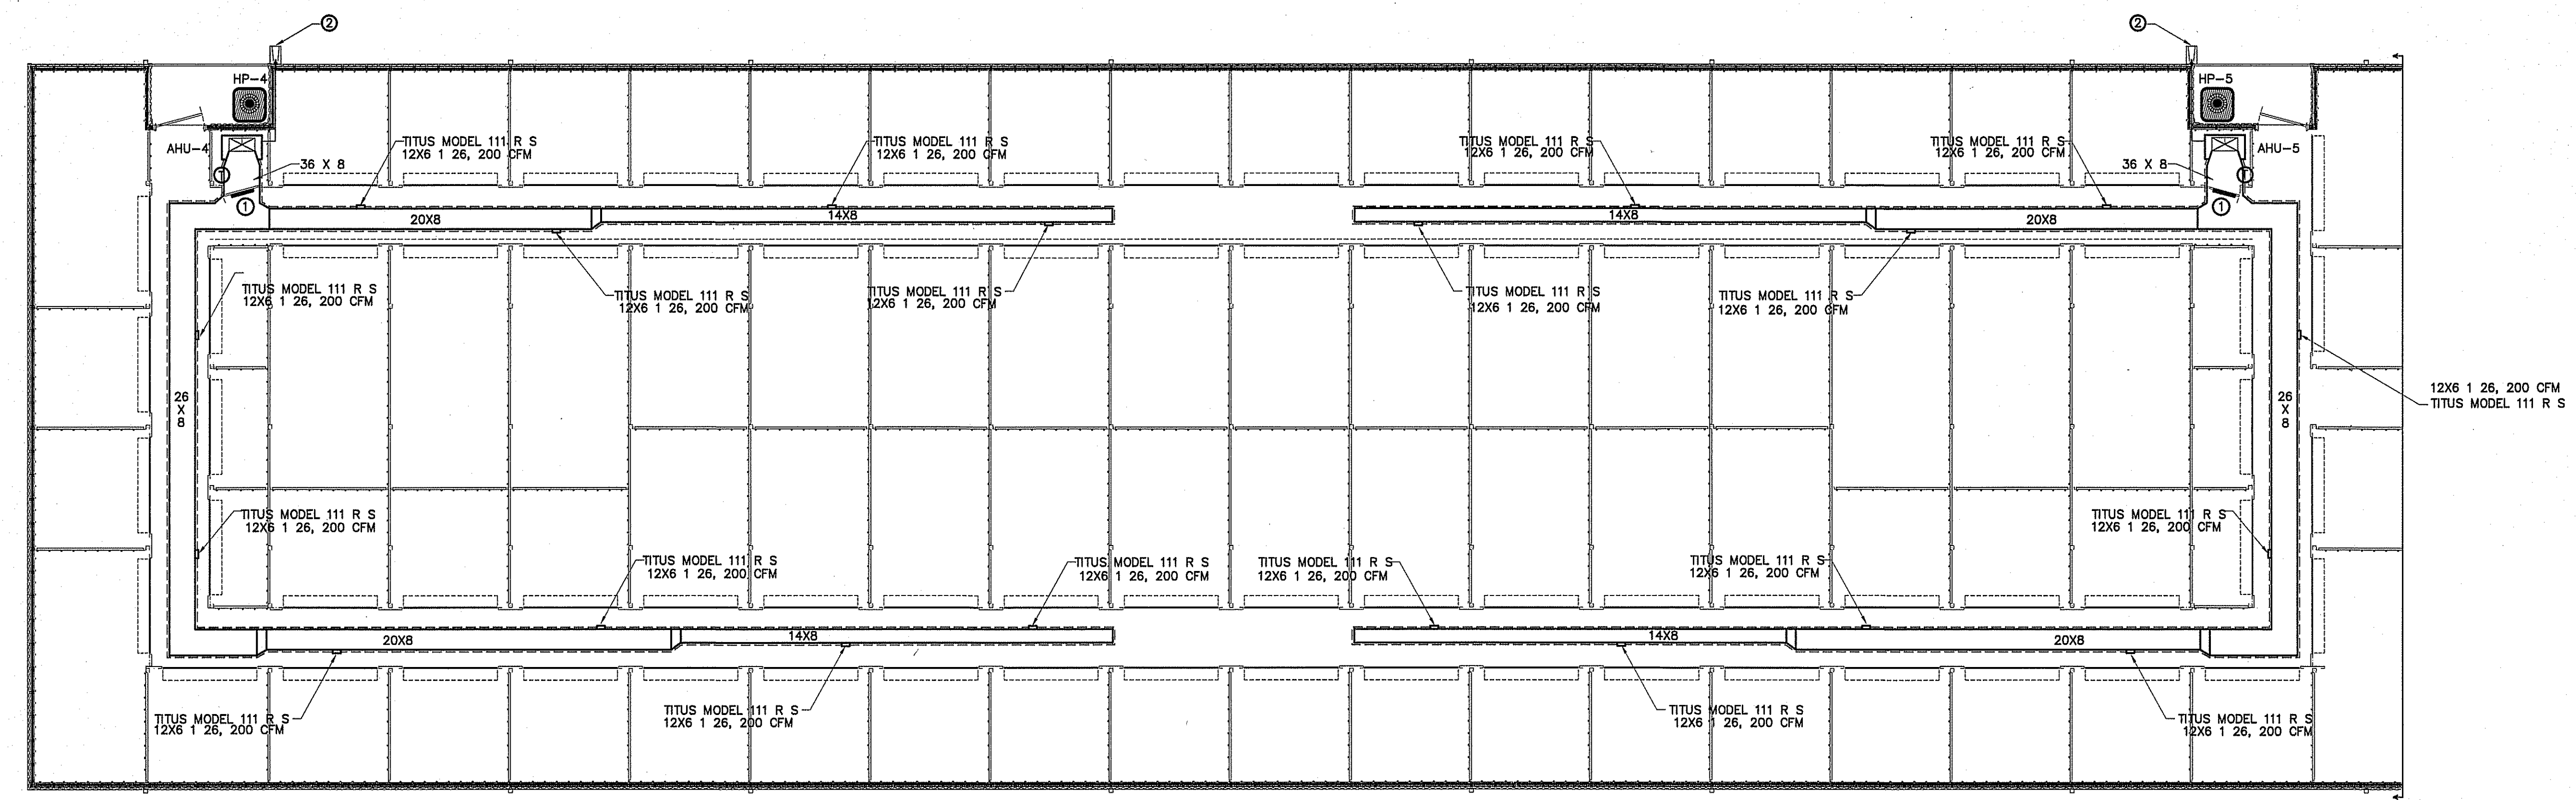 2
2
HP-4
HP-5
TITUS MODEL 111 R S
12X6 1 26, 200 CFM
TITUS MODEL 111 R S
12X6 1 26, 200 CFM
TITUS MODEL 111 R S
12X6 1 26, 200 CFM
TITUS MODEL 111 R S
12X6 1 26, 200 CFM
AHU-4
AHU-5
36 X 8
36 X 8
1
1
1
1
20X8
14X8
14X8
20X8
TITUS MODEL 111 R S
12X6 1 26, 200 CFM
TITUS MODEL 111 R S
12X6 1 26, 200 CFM
TITUS MODEL 111 R S
12X6 1 26, 200 CFM
TITUS MODEL 111 R S
12X6 1 26, 200 CFM
TITUS MODEL 111 R S
12X6 1 26, 200 CFM
26
X
8
26
X
8
12X6 1 26, 200 CFM
TITUS MODEL 111 R S
TITUS MODEL 111 R S
12X6 1 26, 200 CFM
TITUS MODEL 111 R S
12X6 1 26, 200 CFM
TITUS MODEL 111 R S
12X6 1 26, 200 CFM
TITUS MODEL 111 R S
12X6 1 26, 200 CFM
TITUS MODEL 111 R S
12X6 1 26, 200 CFM
TITUS MODEL 111 R S
12X6 1 26, 200 CFM
20X8
14X8
14X8
20X8
TITUS MODEL 111 R S
12X6 1 26, 200 CFM
TITUS MODEL 111 R S
12X6 1 26, 200 CFM
TITUS MODEL 111 R S
12X6 1 26, 200 CFM
TITUS MODEL 111 R S
12X6 1 26, 200 CFM